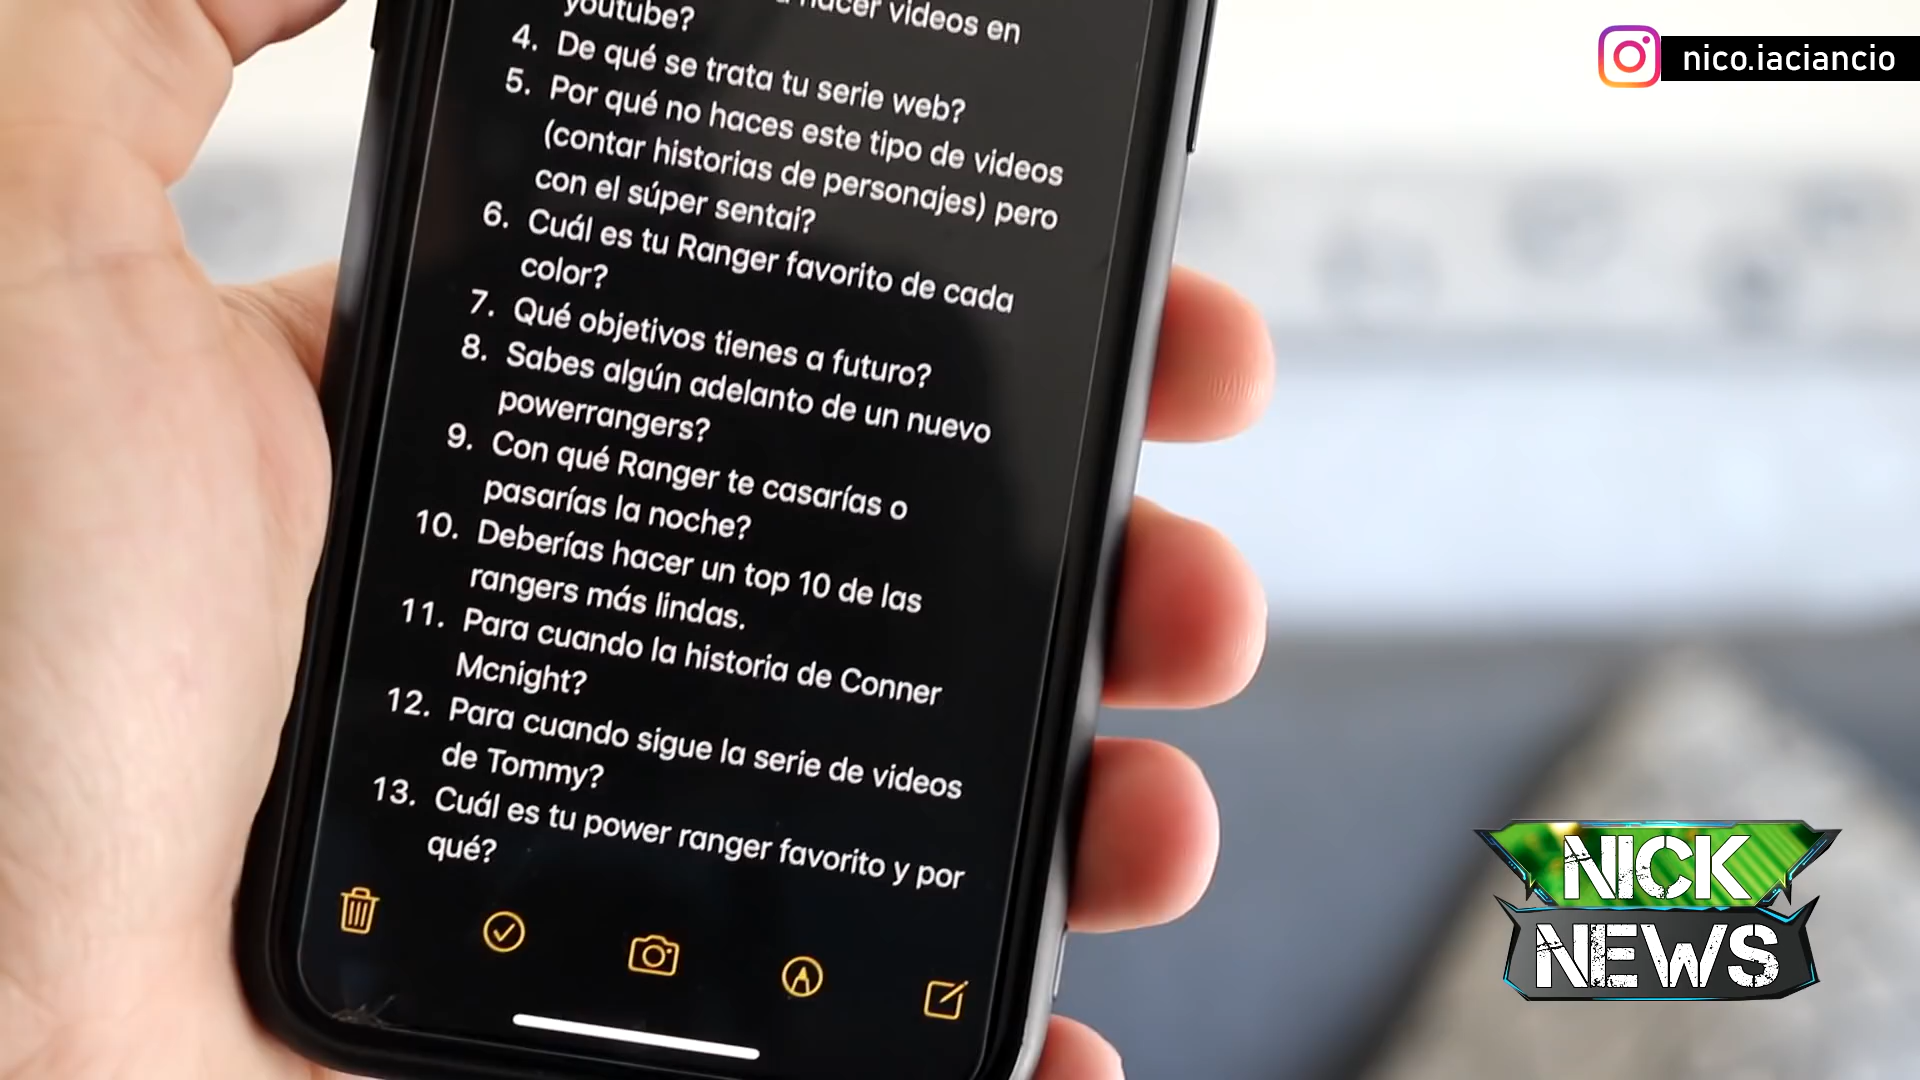 hacer videos en
youtube?
4. De qué se trata tu serie web?
5. Por qué no haces este tipo de videos
(contar historias de personajes) pero
con el súper sentai?
6. Cuál es tu Ranger favorito de cada
color?
7. Qué objetivos tienes a futuro?
8. Sabes algún adelanto de un nuevo
powerrangers?
9. Con qué Ranger te casarías o
pasarías la noche?
10. Deberías hacer un top 10 de las
rangers más lindas.
11. Para cuando la historia de Conner
Mcnight?
12. Para cuando sigue la serie de videos
de Tommy?
13. Cuál es tu power ranger favorito y por
qué?
nico.iaciancio
NICK
NEWS